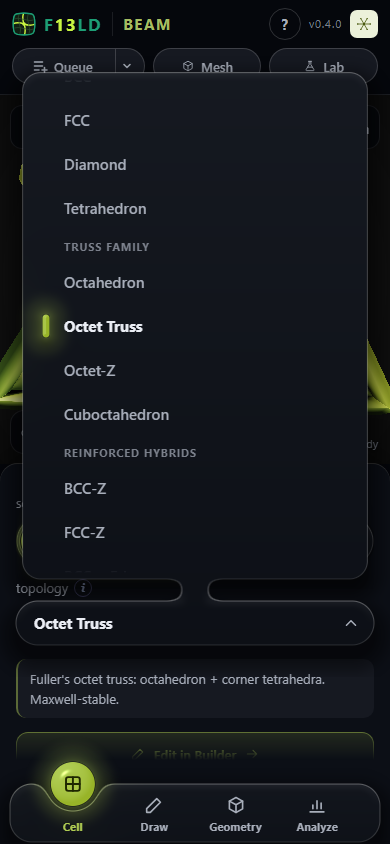 F13LD BEAM ? v0.4.0
Queue Mesh Lab
FCC
Diamond
Tetrahedron
TRUSS FAMILY
Octahedron
Octet Truss
Octet-Z
Cuboctahedron
REINFORCED HYBRIDS
BCC-Z
FCC-Z
topology i
Octet Truss
Fuller's octet truss: octahedron + corner tetrahedra.
Maxwell-stable.
Edit in Builder →
Cell Draw Geometry Analyze